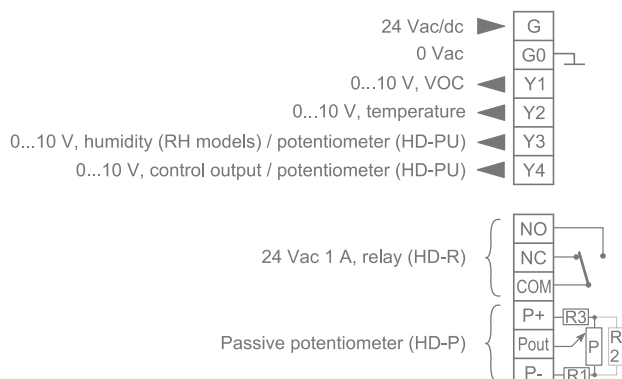 24 Vac/dc G
0 Vac G0
0...10 V, VOC Y1
0...10 V, temperature Y2
0...10 V, humidity (RH models) / potentiometer (HD-PU) Y3
0...10 V, control output / potentiometer (HD-PU) Y4
NO
24 Vac 1 A, relay (HD-R) NC
COM
P+ R3
Passive potentiometer (HD-P) Pout P R2
P- R1